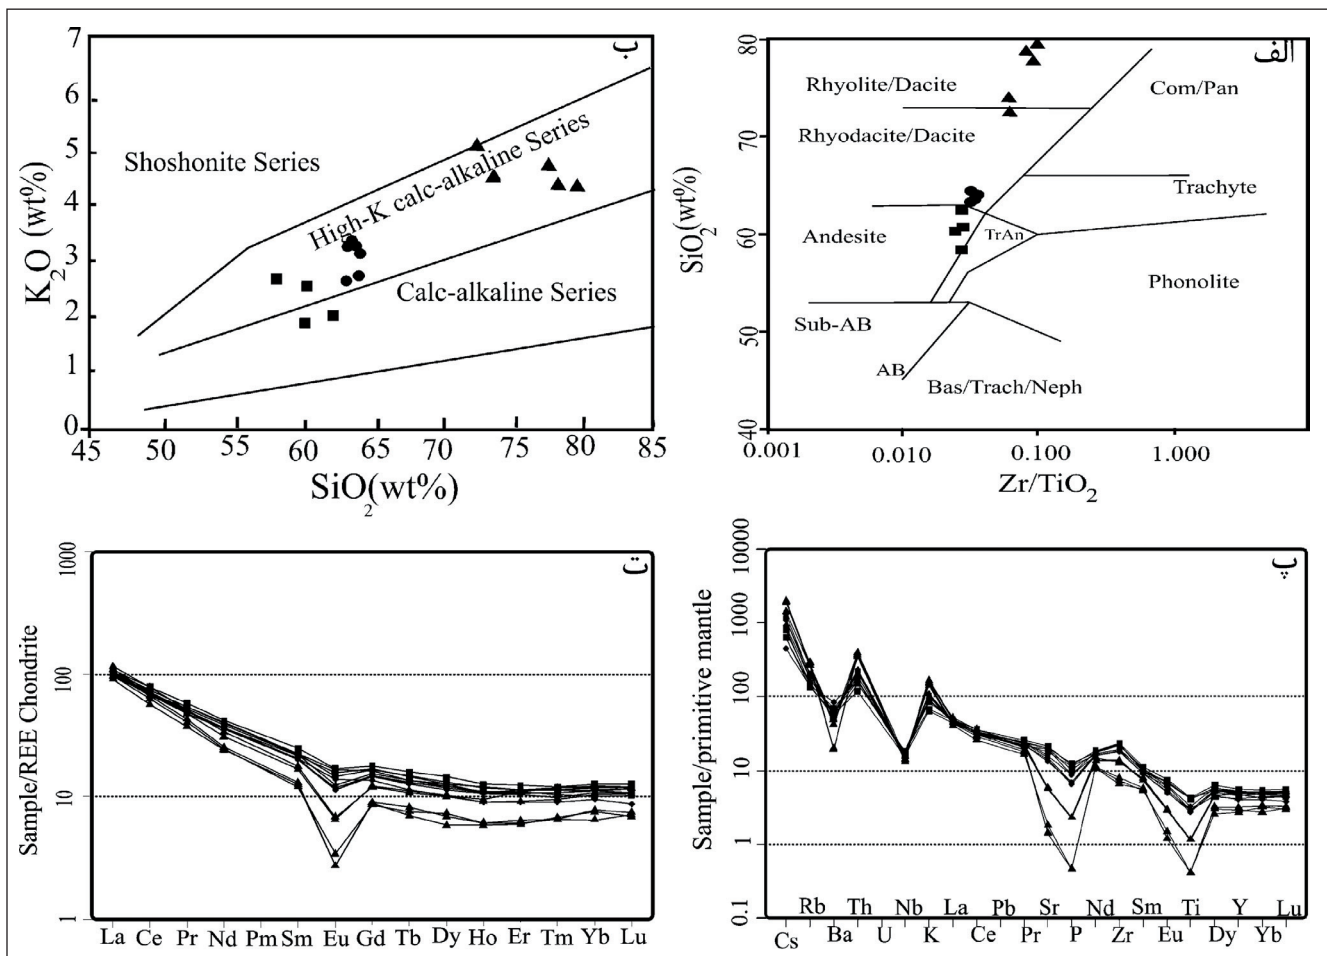 ب
7
6
5
4
3
2
1
0
K2O (wt%)
Shoshonite Series
High-K calc-alkaline Series
Calc-alkaline Series
45 50 55 60 65 70 75 80 85
SiO2(wt%)
الف
80
70
60
50
40
SiO2(wt%)
Rhyolite/Dacite
Com/Pan
Rhyodacite/Dacite
Trachyte
Andesite
TrAn
Phonolite
Sub-AB
AB
Bas/Trach/Neph
0.001 0.010 0.100 1.000
Zr/TiO2
ت
1000
100
10
1
Sample/REE Chondrite
La Ce Pr Nd Pm Sm Eu Gd Tb Dy Ho Er Tm Yb Lu
پ
10000
1000
100
10
1
0.1
Sample/primitive mantle
Rb Th Nb La Pb Sr Nd Sm Ti Y Lu
Cs Ba U K Ce Pr P Zr Eu Dy Yb